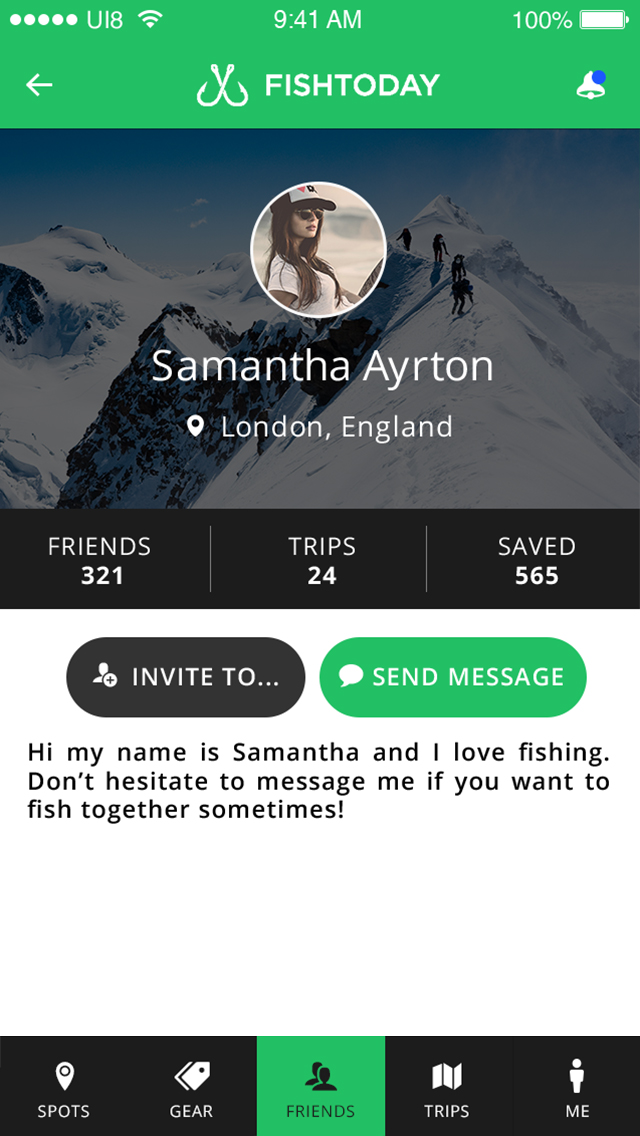 UI8 9:41 AM 100%
FISHTODAY
Samantha Ayrton
London, England
FRIENDS TRIPS SAVED
321 24 565
INVITE TO... SEND MESSAGE
Hi my name is Samantha and I love fishing.
Don’t hesitate to message me if you want to
fish together sometimes!
SPOTS GEAR FRIENDS TRIPS ME